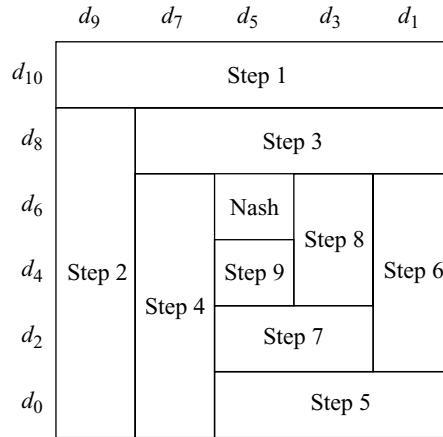 d₉ d₇ d₅ d₃ d₁
d₁₀ Step 1
d₈ Step 3
d₆ Nash
Step 8
d₄ Step 2 Step 9 Step 6
Step 4
d₂ Step 7
d₀ Step 5